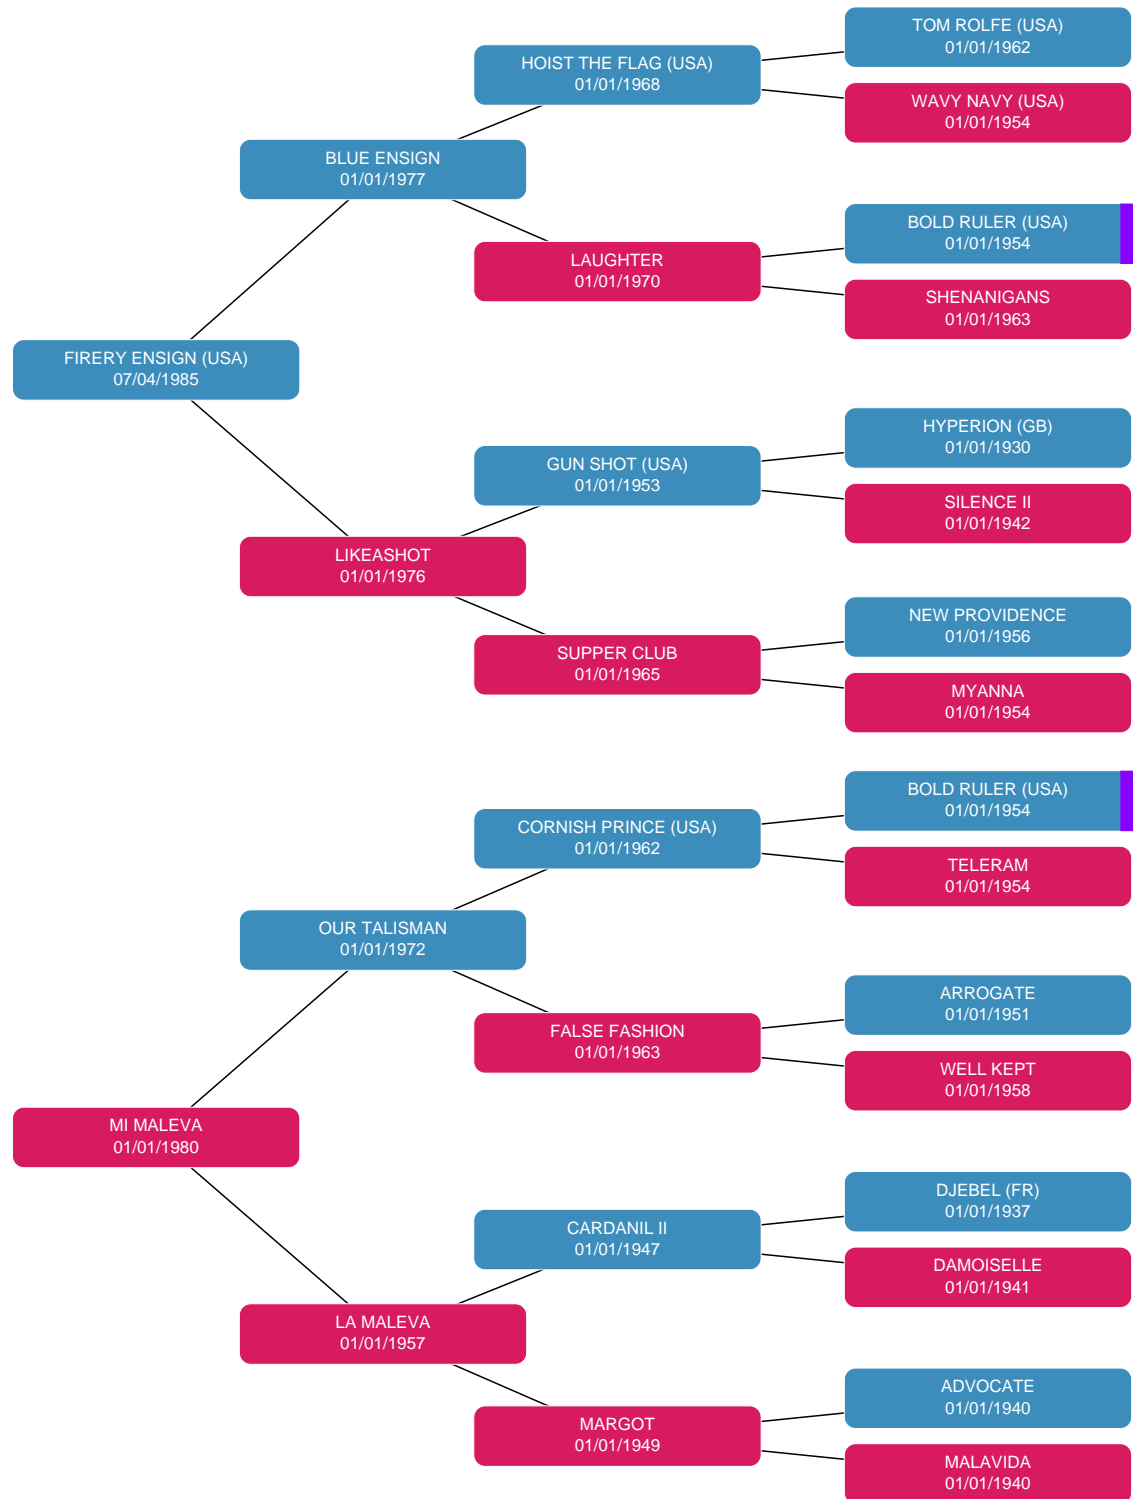 TOM ROLFE (USA)
01/01/1962
HOIST THE FLAG (USA)
01/01/1968
WAVY NAVY (USA)
01/01/1954
BLUE ENSIGN
01/01/1977
BOLD RULER (USA)
01/01/1954
LAUGHTER
01/01/1970
SHENANIGANS
01/01/1963
FIRERY ENSIGN (USA)
07/04/1985
HYPERION (GB)
01/01/1930
GUN SHOT (USA)
01/01/1953
SILENCE II
01/01/1942
LIKEASHOT
01/01/1976
NEW PROVIDENCE
01/01/1956
SUPPER CLUB
01/01/1965
MYANNA
01/01/1954
BOLD RULER (USA)
01/01/1954
CORNISH PRINCE (USA)
01/01/1962
TELERAM
01/01/1954
OUR TALISMAN
01/01/1972
ARROGATE
01/01/1951
FALSE FASHION
01/01/1963
WELL KEPT
01/01/1958
MI MALEVA
01/01/1980
DJEBEL (FR)
01/01/1937
CARDANIL II
01/01/1947
DAMOISELLE
01/01/1941
LA MALEVA
01/01/1957
ADVOCATE
01/01/1940
MARGOT
01/01/1949
MALAVIDA
01/01/1940